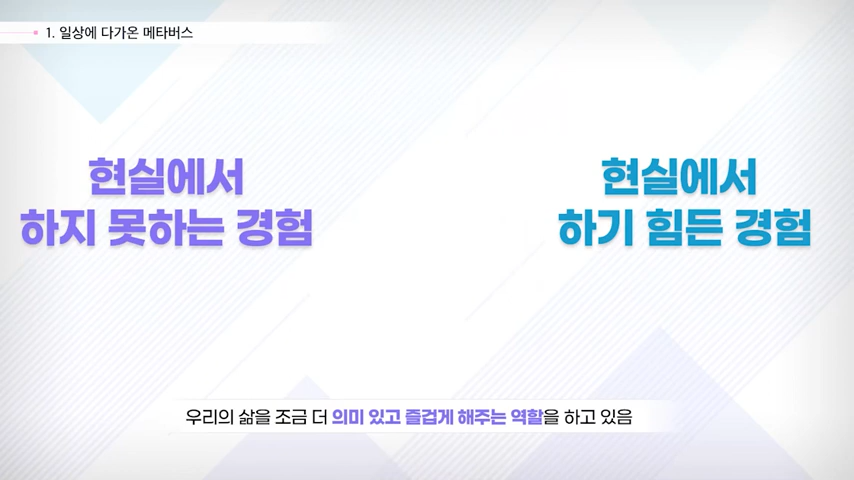 1. 일상에 다가온 메타버스
현실에서
하지 못하는 경험
현실에서
하기 힘든 경험
우리의 삶을 조금 더 의미 있고 즐겁게 해주는 역할을 하고 있음